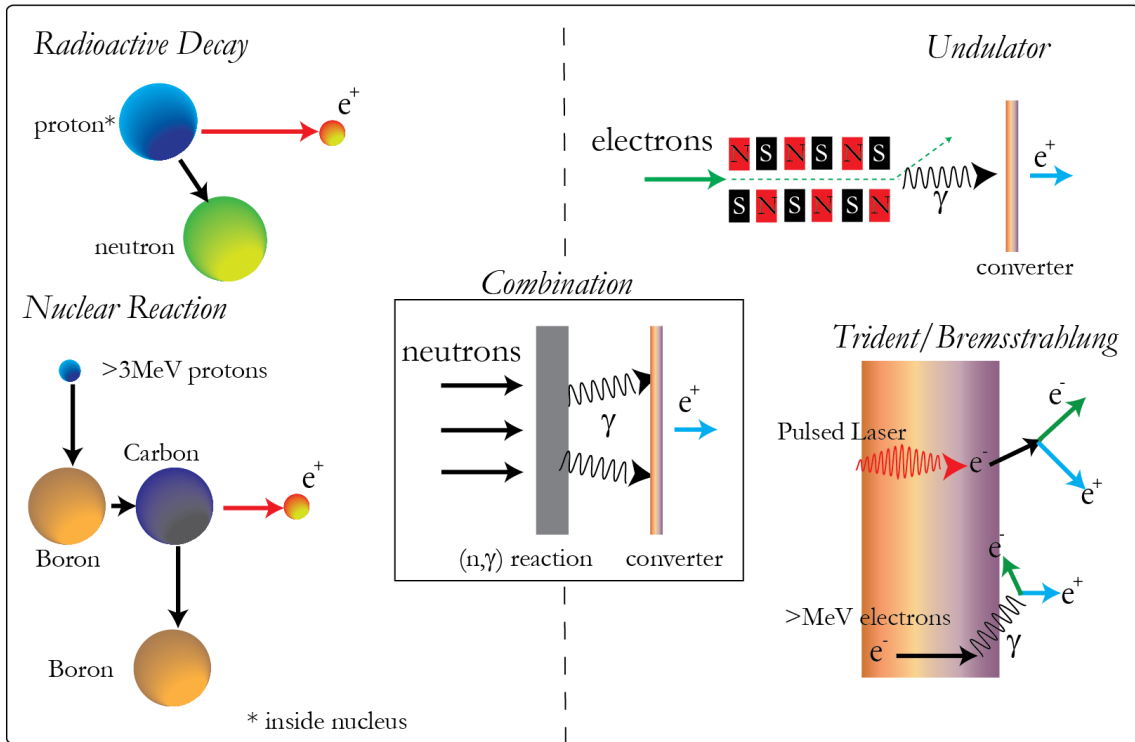 Radioactive Decay
proton*
e+
neutron
Nuclear Reaction
>3MeV protons
Carbon
e+
Boron
Boron
* inside nucleus
Combination
neutrons
γ
e+
(n,γ) reaction
converter
Undulator
electrons
N S N S N S
S N S N S N
γ
e+
converter
Trident/Bremsstrahlung
e-
Pulsed Laser
e-
e+
e-
e+
>MeV electrons
γ
e-